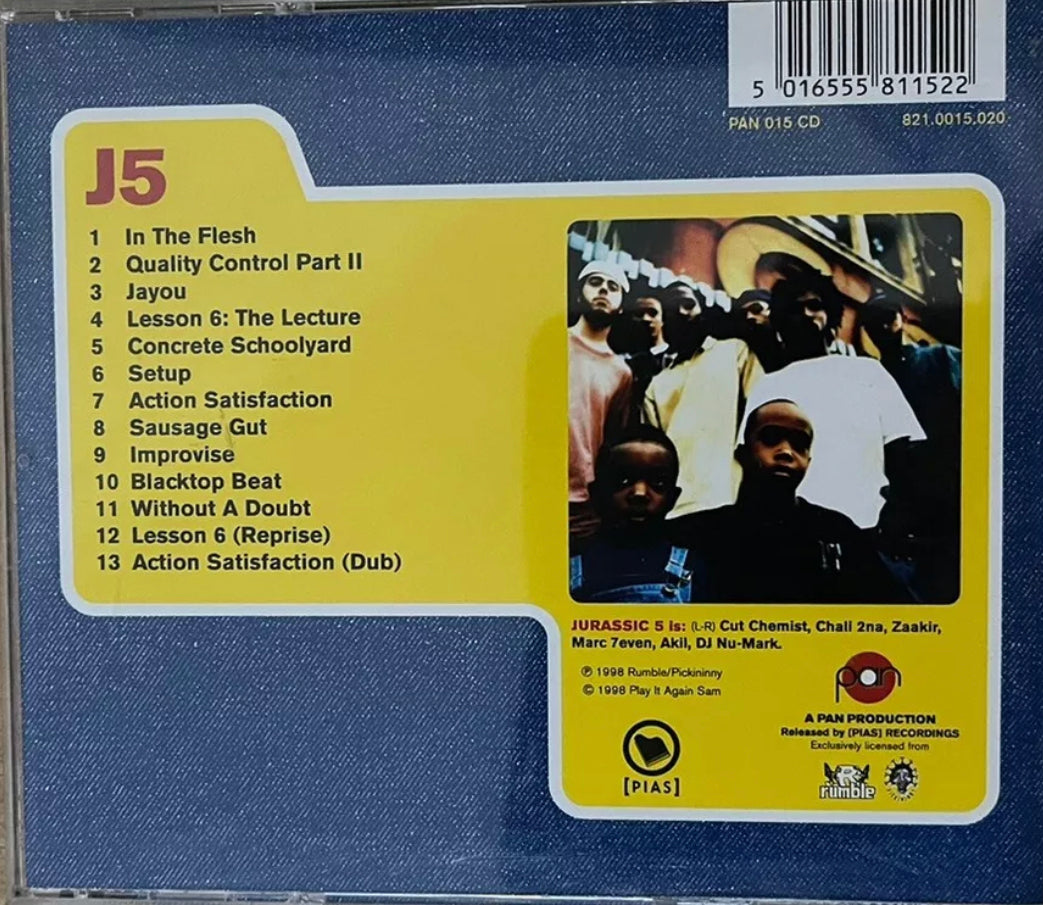 5 016555 811522
PAN 015 CD 821.0015.020
J5
1 In The Flesh
2 Quality Control Part II
3 Jayou
4 Lesson 6: The Lecture
5 Concrete Schoolyard
6 Setup
7 Action Satisfaction
8 Sausage Gut
9 Improvise
10 Blacktop Beat
11 Without A Doubt
12 Lesson 6 (Reprise)
13 Action Satisfaction (Dub)
JURASSIC 5 is: (L-R) Cut Chemist, Chali 2na, Zaakir,
Marc 7even, Akil, DJ Nu-Mark.
℗ 1998 Rumble/Pickininny
© 1998 Play It Again Sam
pan
A PAN PRODUCTION
Released by [PIAS] RECORDINGS
Exclusively licensed from
[PIAS]
rumble